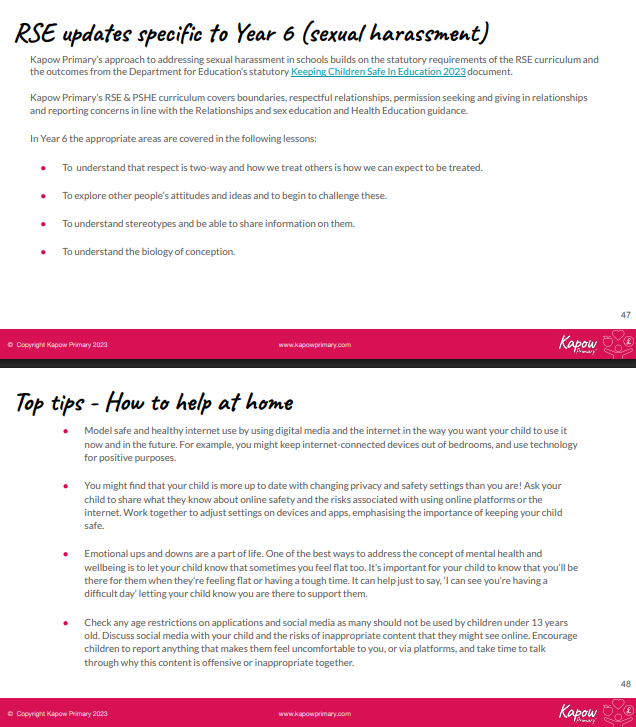 RSE updates specific to Year 6 (sexual harassment)
Kapow Primary's approach to addressing sexual harassment in schools builds on the statutory requirements of the RSE curriculum and
the outcomes from the Department for Education's statutory Keeping Children Safe In Education 2023 document.
Kapow Primary's RSE & PSHE curriculum covers boundaries, respectful relationships, permission seeking and giving in relationships
and reporting concerns in line with the Relationships and sex education and Health Education guidance.
In Year 6 the appropriate areas are covered in the following lessons:
● To understand that respect is two-way and how we treat others is how we can expect to be treated.
● To explore other people's attitudes and ideas and to begin to challenge these.
● To understand stereotypes and be able to share information on them.
● To understand the biology of conception.
47
© Copyright Kapow Primary 2023
www.kapowprimary.com
Kapow
Primary
Top tips - How to help at home
● Model safe and healthy internet use by using digital media and the internet in the way you want your child to use it
now and in the future. For example, you might keep internet-connected devices out of bedrooms, and use technology
for positive purposes.
● You might find that your child is more up to date with changing privacy and safety settings than you are! Ask your
child to share what they know about online safety and the risks associated with using online platforms or the
internet. Work together to adjust settings on devices and apps, emphasising the importance of keeping your child
safe.
● Emotional ups and downs are a part of life. One of the best ways to address the concept of mental health and
wellbeing is to let your child know that sometimes you feel flat too. It's important for your child to know that you'll be
there for them when they're feeling flat or having a tough time. It can help just to say, 'I can see you're having a
difficult day' letting your child know you are there to support them.
● Check any age restrictions on applications and social media as many should not be used by children under 13 years
old. Discuss social media with your child and the risks of inappropriate content that they might see online. Encourage
children to report anything that makes them feel uncomfortable to you, or via platforms, and take time to talk
through why this content is offensive or inappropriate together.
48
© Copyright Kapow Primary 2023
www.kapowprimary.com
Kapow
Primary